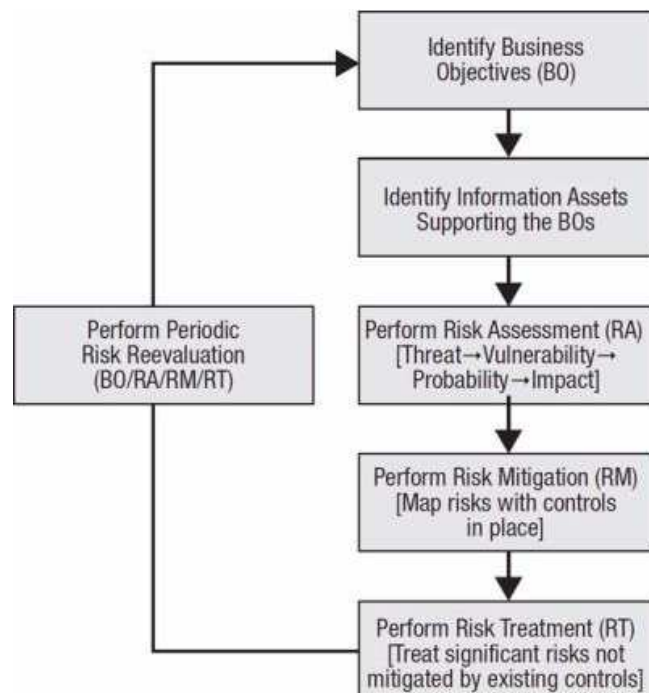 Identify Business
Objectives (BO)
Identify Information Assets
Supporting the BOs
Perform Periodic
Risk Reevaluation
(BO/RA/RM/RT)
Perform Risk Assessment (RA)
[Threat→Vulnerability→
Probability→Impact]
Perform Risk Mitigation (RM)
[Map risks with controls
in place]
Perform Risk Treatment (RT)
[Treat significant risks not
mitigated by existing controls]